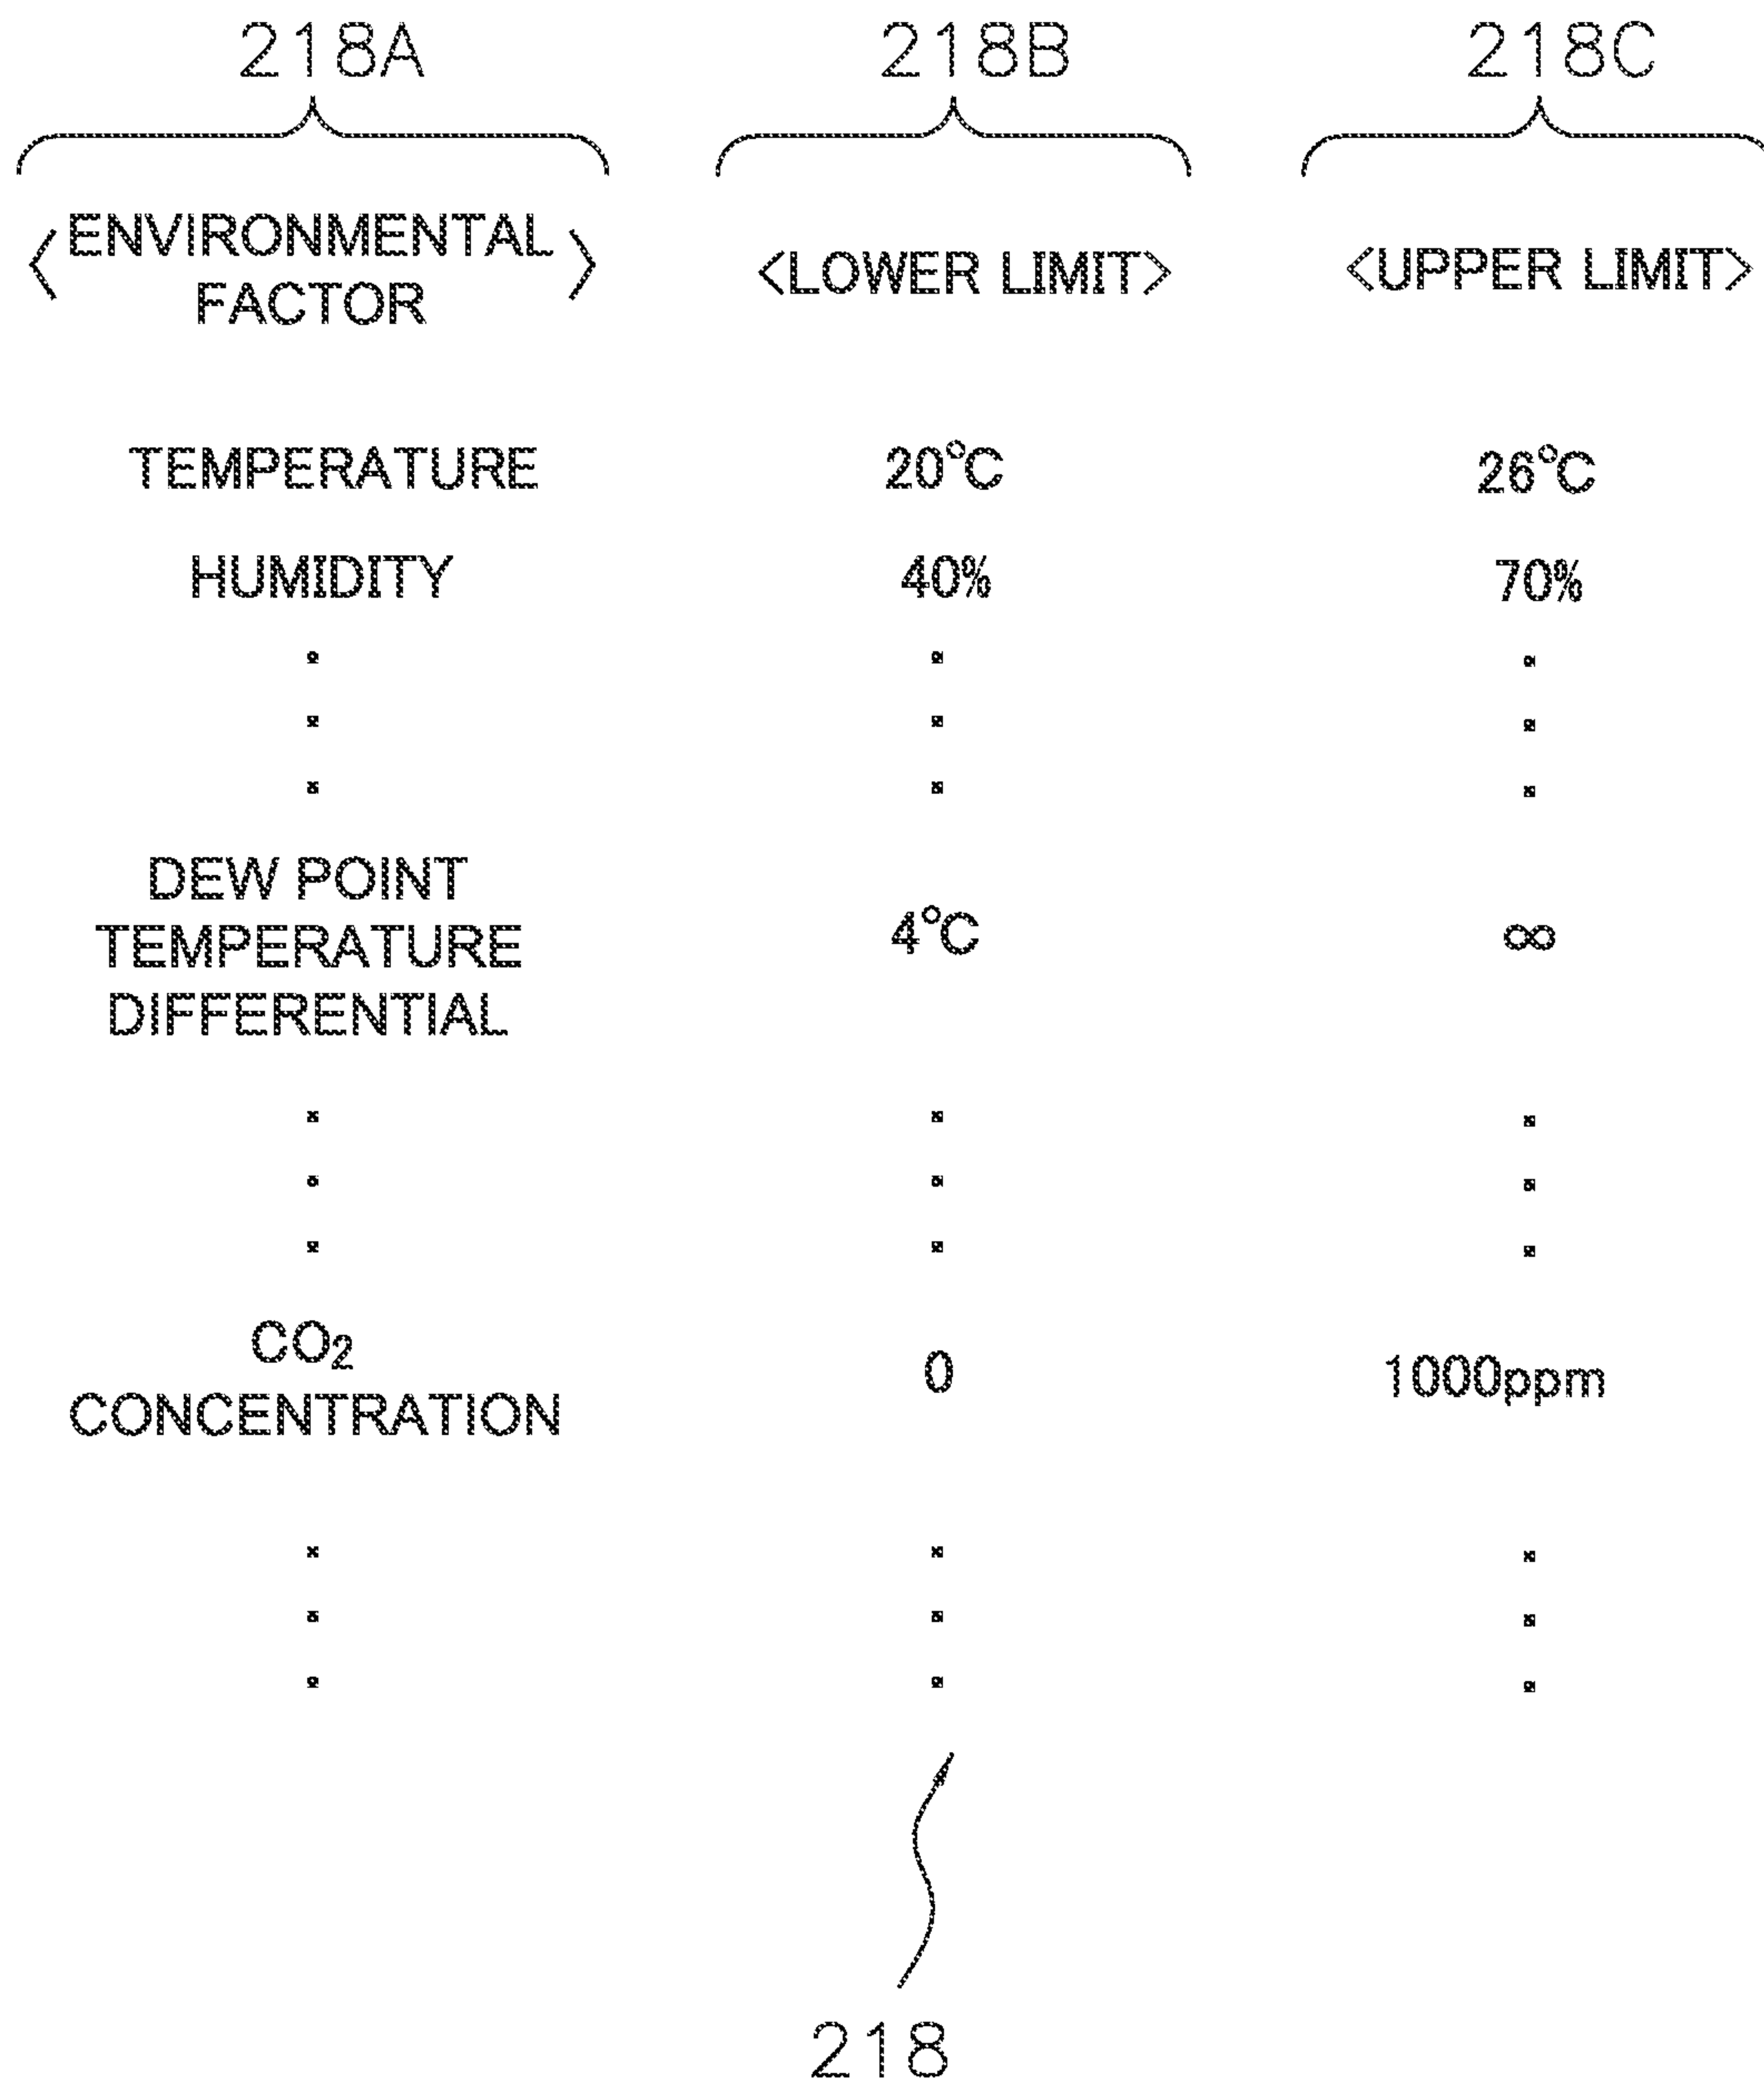 218A 218B 218C
<ENVIRONMENTAL FACTOR> <LOWER LIMIT> <UPPER LIMIT>
TEMPERATURE 20°C 26°C
HUMIDITY 40% 70%
DEW POINT
TEMPERATURE 4°C ∞
DIFFERENTIAL
CO₂
CONCENTRATION 0 1000ppm
218